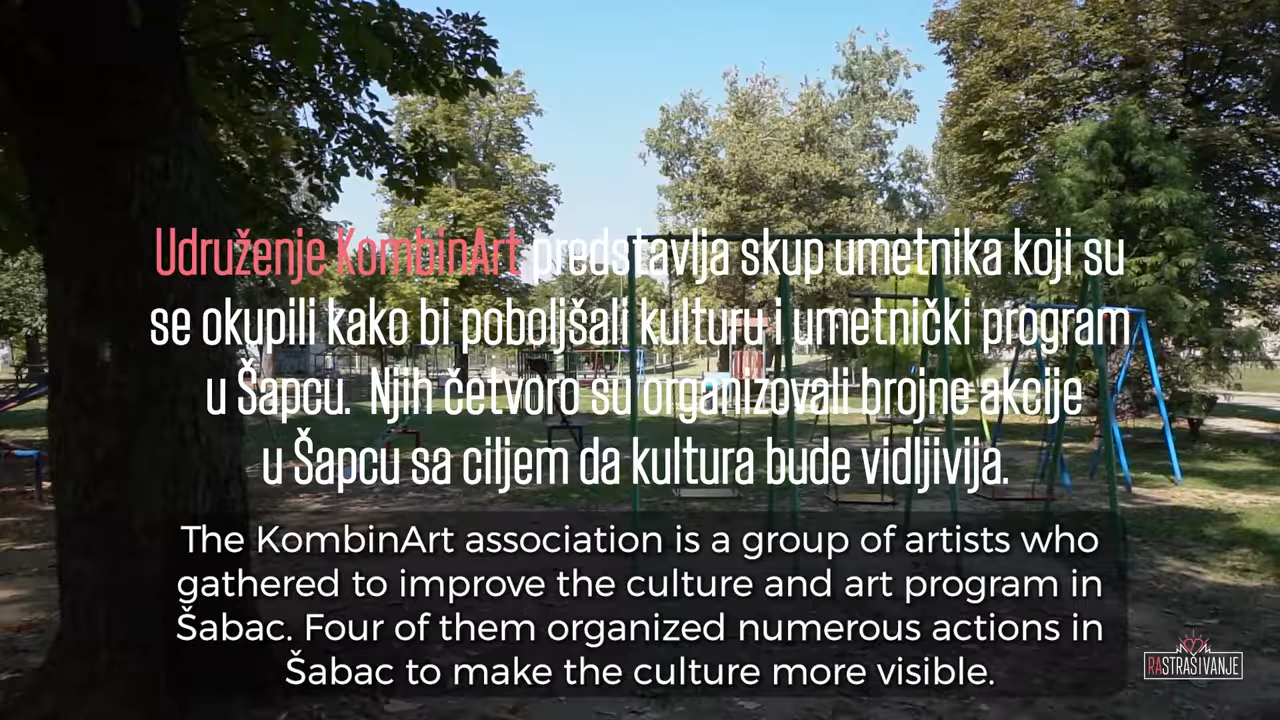 Udruženje KombinArt predstavlja skup umetnika koji su
se okupili kako bi poboljšali kulturu i umetnički program
u Šapcu. Njih četvoro su organizovali brojne akcije
u Šapcu sa ciljem da kultura bude vidljivija.
The KombinArt association is a group of artists who
gathered to improve the culture and art program in
Šabac. Four of them organized numerous actions in
Šabac to make the culture more visible.
RASTRAŠIVANJE